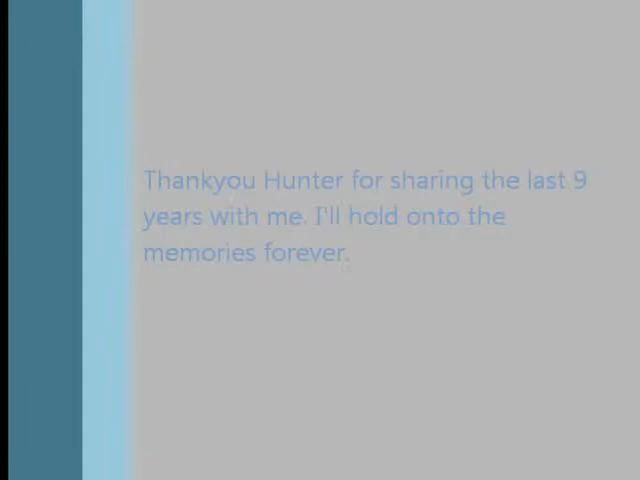 Thankyou Hunter for sharing the last 9
years with me. I'll hold onto the
memories forever.